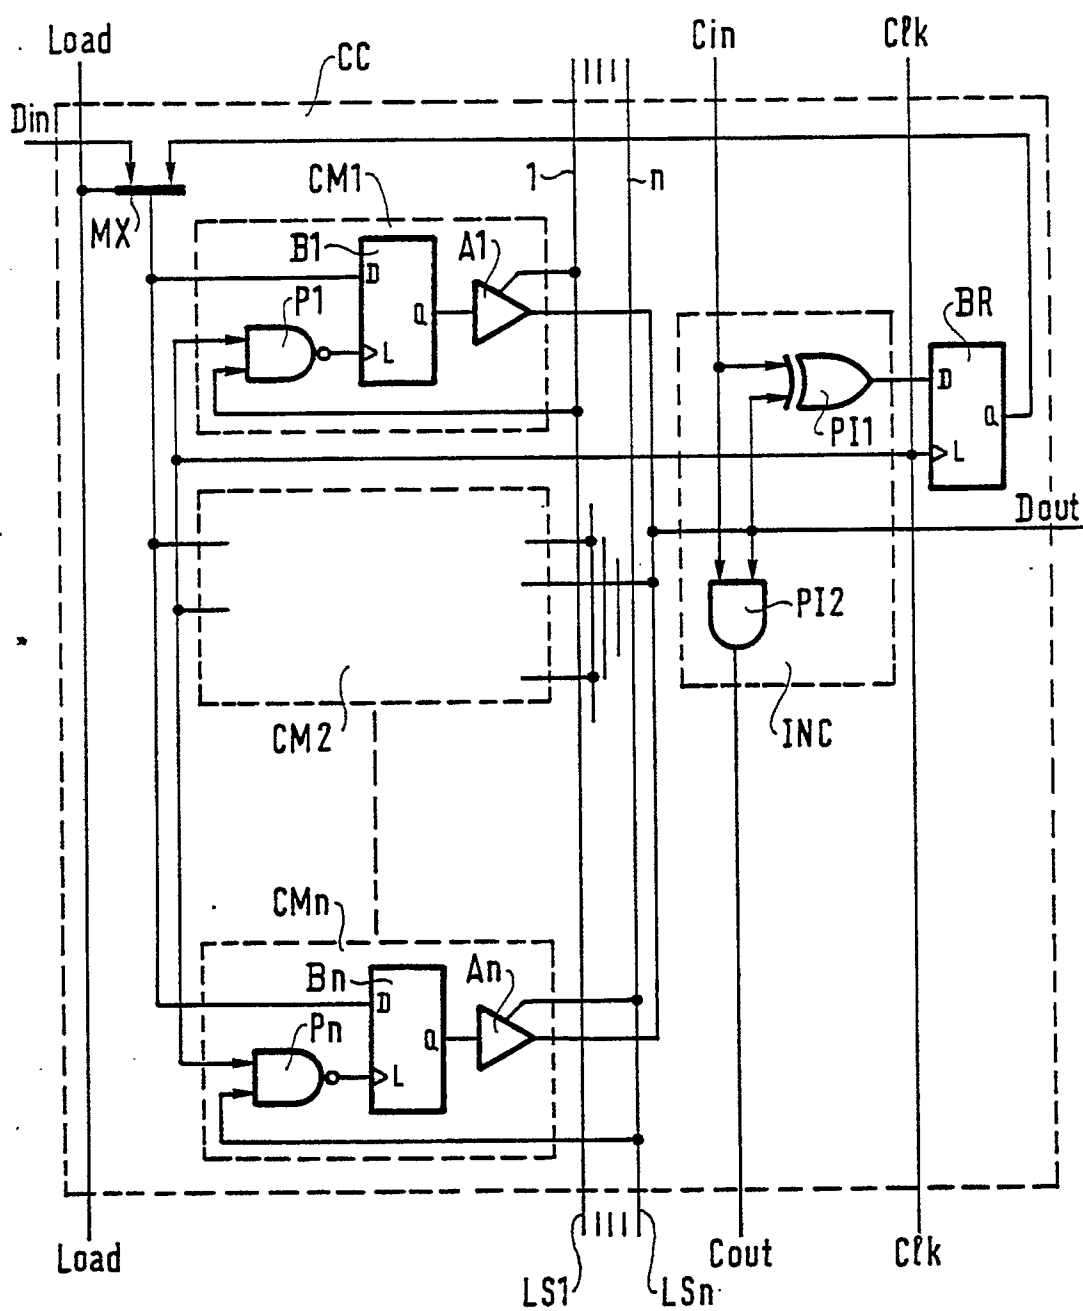 Load
CC
Cin
Clk
Din
1
n
MX
CM1
B1
A1
D
Q
L
P1
BR
D
Q
L
PI1
Dout
PI2
INC
CM2
CMn
Bn
An
D
Q
L
Pn
Load
LS1
LSn
Cout
Clk